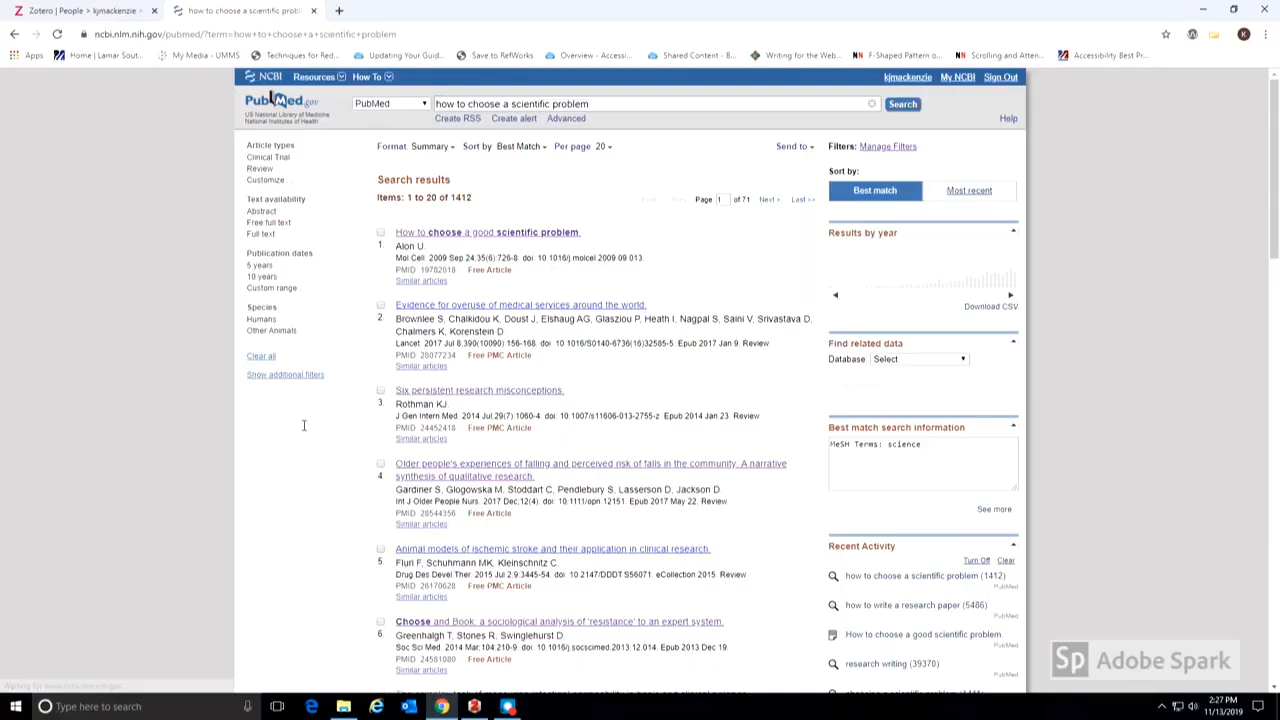 Zotero | People > kjmackenzie >
how to choose a scientific probl
ncbi.nlm.nih.gov/pubmed/?term=how+to+choose+a+scientific+problem
Apps Home | Lamar Sout... My Media - UMMS Techniques for Red... Updating Your Guid... Save to RefWorks Overview - Accessi... Shared Content - B... Writing for the Web... F-Shaped Pattern o... Scrolling and Atten... Accessibility Best Pr...
NCBI Resources How To kjmackenzie My NCBI Sign Out
PubMed.gov
US National Library of Medicine
National Institutes of Health
PubMed how to choose a scientific problem Search
Create RSS Create alert Advanced Help
Article types
Clinical Trial
Review
Customize
Text availability
Abstract
Free full text
Full text
Publication dates
5 years
10 years
Custom range
Species
Humans
Other Animals
Clear all
Show additional filters
Format Summary Sort by Best Match Per page 20 Send to
Search results
Items: 1 to 20 of 1412
Page 1 of 71 Next > Last >>
How to choose a good scientific problem.
1. Alon U.
Mol Cell. 2009 Sep 24;35(6):726-8. doi: 10.1016/j.molcel.2009.09.013.
PMID 19782018 Free Article
Similar articles
Evidence for overuse of medical services around the world.
2. Brownlee S, Chalkidou K, Doust J, Elshaug AG, Glasziou P, Heath I, Nagpal S, Saini V, Srivastava D,
Chalmers K, Korenstein D.
Lancet. 2017 Jul 8;390(10090):156-168. doi: 10.1016/S0140-6736(16)32585-5. Epub 2017 Jan 9. Review.
PMID 28077234 Free PMC Article
Similar articles
Six persistent research misconceptions.
3. Rothman KJ.
J Gen Intern Med. 2014 Jul;29(7):1060-4. doi: 10.1007/s11606-013-2755-z. Epub 2014 Jan 23. Review.
PMID 24452418 Free PMC Article
Similar articles
Older people's experiences of falling and perceived risk of falls in the community: A narrative
4. synthesis of qualitative research.
Gardiner S, Glogowska M, Stoddart C, Pendlebury S, Lasserson D, Jackson D.
Int J Older People Nurs. 2017 Dec;12(4). doi: 10.1111/opn.12151. Epub 2017 May 22. Review.
PMID 28544356 Free Article
Similar articles
Animal models of ischemic stroke and their application in clinical research.
5. Fluri F, Schuhmann MK, Kleinschnitz C.
Drug Des Devel Ther. 2015 Jul 2;9:3445-54. doi: 10.2147/DDDT.S56071. eCollection 2015. Review.
PMID 26170628 Free PMC Article
Similar articles
Choose and Book: a sociological analysis of 'resistance' to an expert system.
6. Greenhalgh T, Stones R, Swinglehurst D.
Soc Sci Med. 2014 Mar;104:210-9. doi: 10.1016/j.socscimed.2013.12.014. Epub 2013 Dec 19.
PMID 24581080 Free Article
Similar articles
Filters: Manage Filters
Sort by:
Best match Most recent
Results by year
Download CSV
Find related data
Database Select
Best match search information
MeSH Terms: science
See more
Recent Activity
Turn Off Clear
how to choose a scientific problem (1412)
PubMed
how to write a research paper (5486)
PubMed
How to choose a good scientific problem.
PubMed
research writing (39370)
PubMed
Sp Adobe Spark
Waiting for www.ncbi.nlm.nih.gov
Type here to search
2:27 PM
11/13/2019